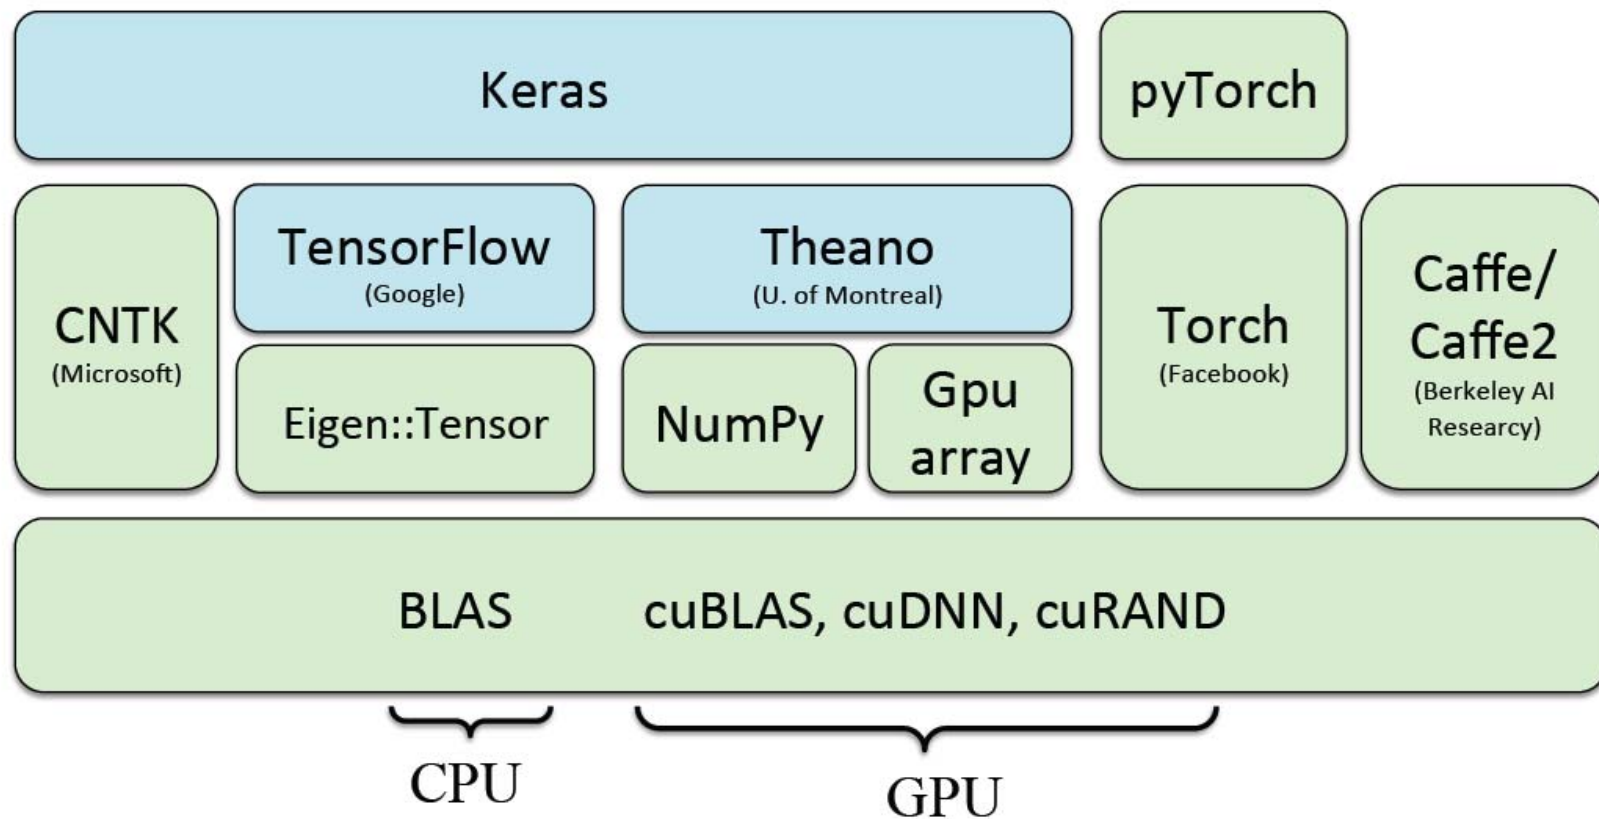 Keras
pyTorch
CNTK
(Microsoft)
TensorFlow
(Google)
Eigen::Tensor
Theano
(U. of Montreal)
NumPy
Gpu
array
Torch
(Facebook)
Caffe/
Caffe2
(Berkeley AI
Researcy)
BLAS
cuBLAS, cuDNN, cuRAND
CPU
GPU